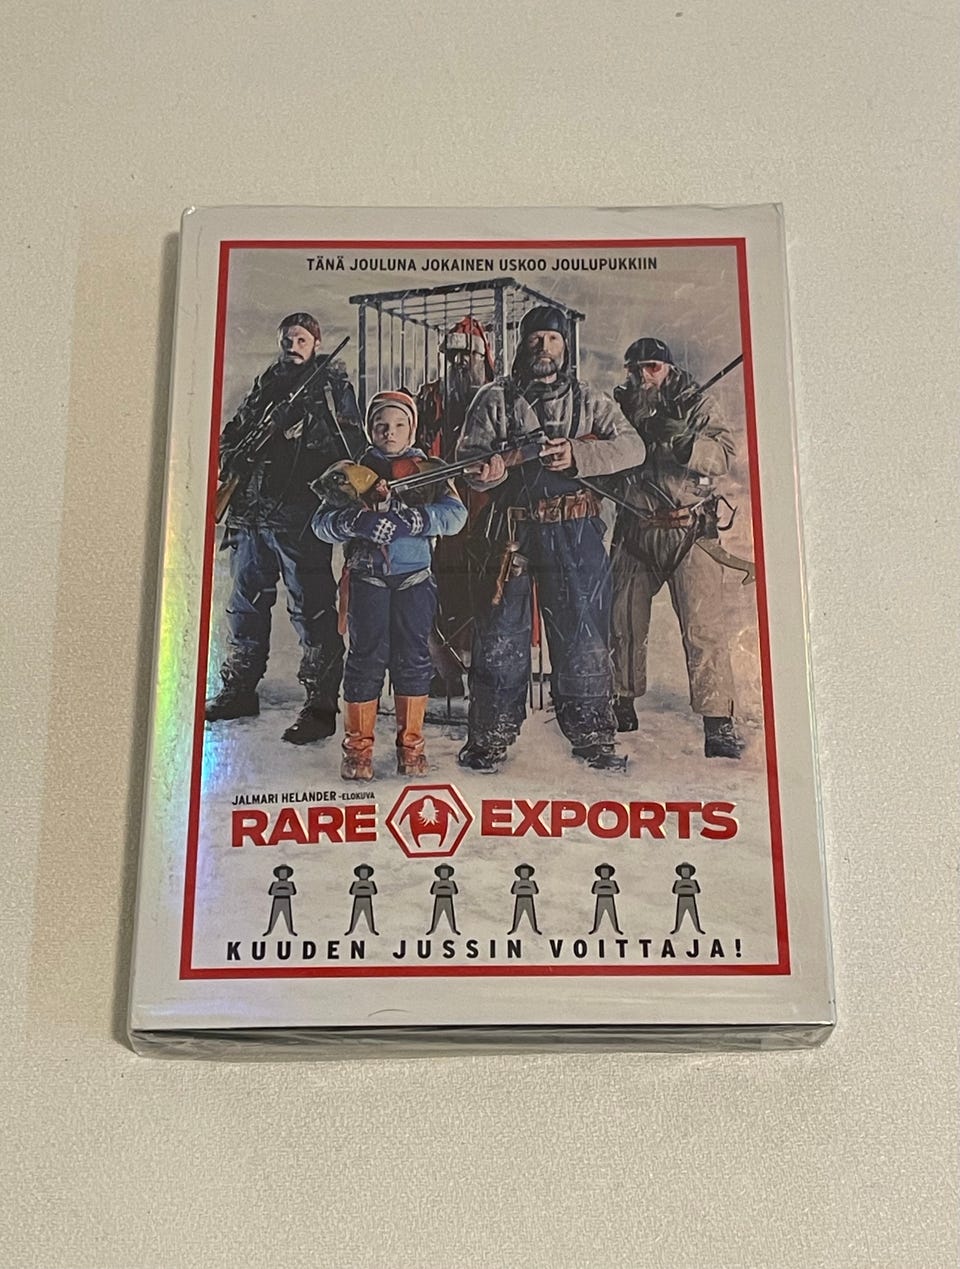 TÄNÄ JOULUNA JOKAINEN USKOO JOULUPUKKIIN
JALMARI HELANDER -ELOKUVA
RARE EXPORTS
KUUDEN JUSSIN VOITTAJA!